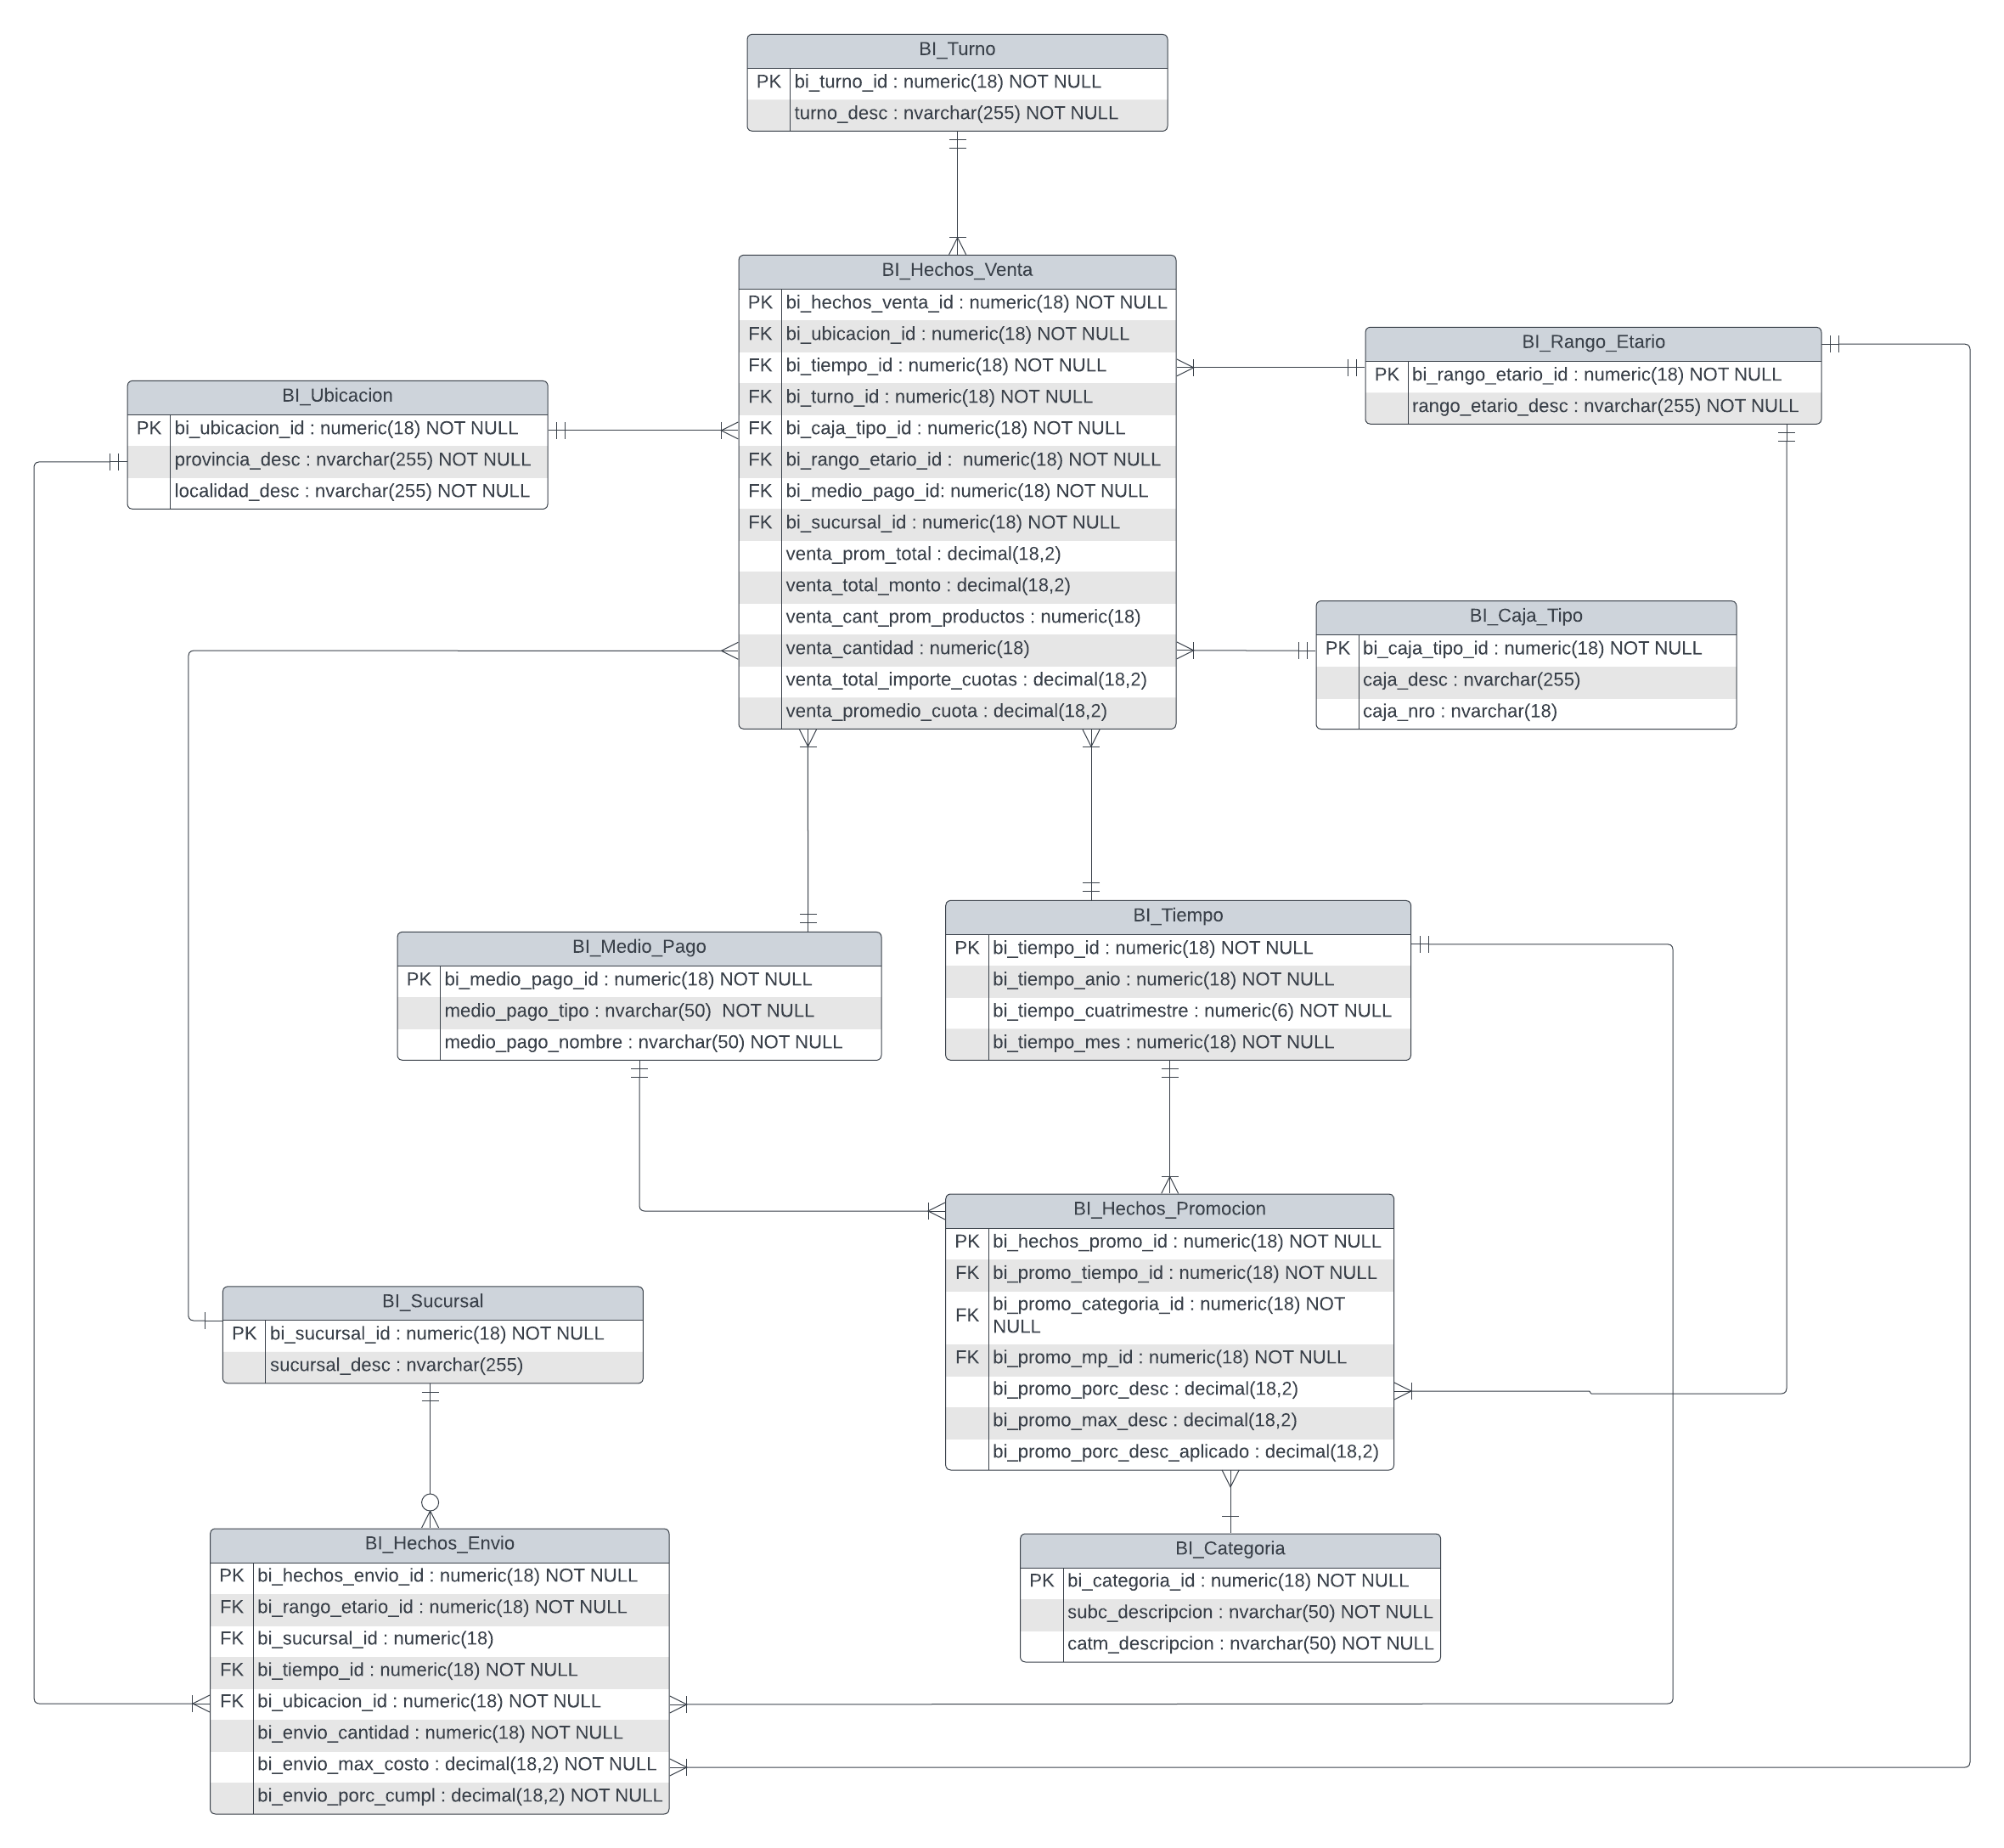 BI_Turno
PK bi_turno_id : numeric(18) NOT NULL
turno_desc : nvarchar(255) NOT NULL
BI_Hechos_Venta
PK bi_hechos_venta_id : numeric(18) NOT NULL
FK bi_ubicacion_id : numeric(18) NOT NULL
FK bi_tiempo_id : numeric(18) NOT NULL
FK bi_turno_id : numeric(18) NOT NULL
FK bi_caja_tipo_id : numeric(18) NOT NULL
FK bi_rango_etario_id :  numeric(18) NOT NULL
FK bi_medio_pago_id: numeric(18) NOT NULL
FK bi_sucursal_id : numeric(18) NOT NULL
venta_prom_total : decimal(18,2)
venta_total_monto : decimal(18,2)
venta_cant_prom_productos : numeric(18)
venta_cantidad : numeric(18)
venta_total_importe_cuotas : decimal(18,2)
venta_promedio_cuota : decimal(18,2)
BI_Rango_Etario
PK bi_rango_etario_id : numeric(18) NOT NULL
rango_etario_desc : nvarchar(255) NOT NULL
BI_Ubicacion
PK bi_ubicacion_id : numeric(18) NOT NULL
provincia_desc : nvarchar(255) NOT NULL
localidad_desc : nvarchar(255) NOT NULL
BI_Caja_Tipo
PK bi_caja_tipo_id : numeric(18) NOT NULL
caja_desc : nvarchar(255)
caja_nro : nvarchar(18)
BI_Medio_Pago
PK bi_medio_pago_id : numeric(18) NOT NULL
medio_pago_tipo : nvarchar(50)  NOT NULL
medio_pago_nombre : nvarchar(50) NOT NULL
BI_Tiempo
PK bi_tiempo_id : numeric(18) NOT NULL
bi_tiempo_anio : numeric(18) NOT NULL
bi_tiempo_cuatrimestre : numeric(6) NOT NULL
bi_tiempo_mes : numeric(18) NOT NULL
BI_Hechos_Promocion
PK bi_hechos_promo_id : numeric(18) NOT NULL
FK bi_promo_tiempo_id : numeric(18) NOT NULL
FK bi_promo_categoria_id : numeric(18) NOT
NULL
FK bi_promo_mp_id : numeric(18) NOT NULL
bi_promo_porc_desc : decimal(18,2)
bi_promo_max_desc : decimal(18,2)
bi_promo_porc_desc_aplicado : decimal(18,2)
BI_Sucursal
PK bi_sucursal_id : numeric(18) NOT NULL
sucursal_desc : nvarchar(255)
BI_Hechos_Envio
PK bi_hechos_envio_id : numeric(18) NOT NULL
FK bi_rango_etario_id : numeric(18) NOT NULL
FK bi_sucursal_id : numeric(18)
FK bi_tiempo_id : numeric(18) NOT NULL
FK bi_ubicacion_id : numeric(18) NOT NULL
bi_envio_cantidad : numeric(18) NOT NULL
bi_envio_max_costo : decimal(18,2) NOT NULL
bi_envio_porc_cumpl : decimal(18,2) NOT NULL
BI_Categoria
PK bi_categoria_id : numeric(18) NOT NULL
subc_descripcion : nvarchar(50) NOT NULL
catm_descripcion : nvarchar(50) NOT NULL